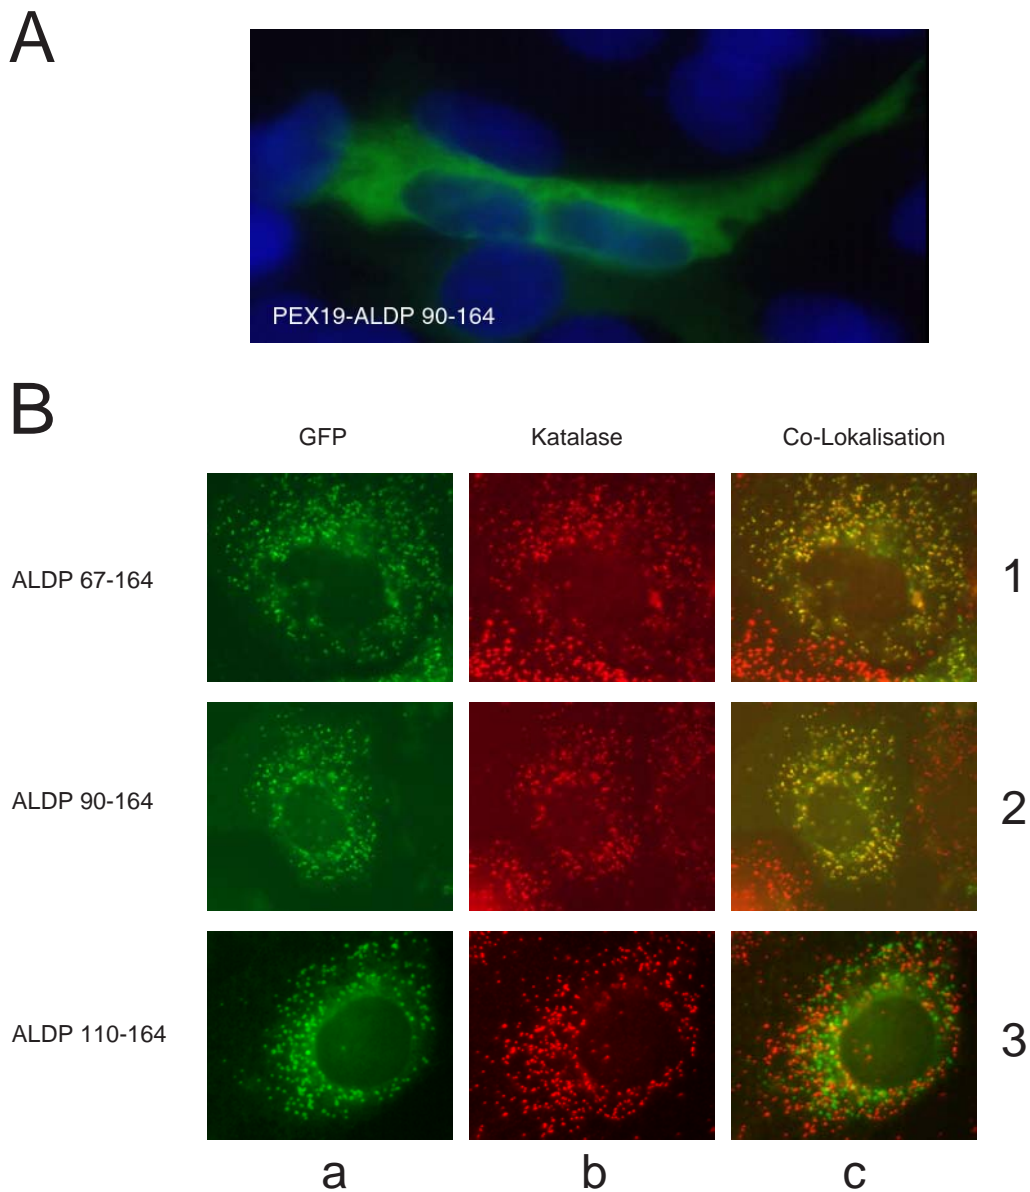 A
PEX19-ALDP 90-164
B
GFP
Katalase
Co-Lokalisation
ALDP 67-164
1
ALDP 90-164
2
ALDP 110-164
3
a
b
c